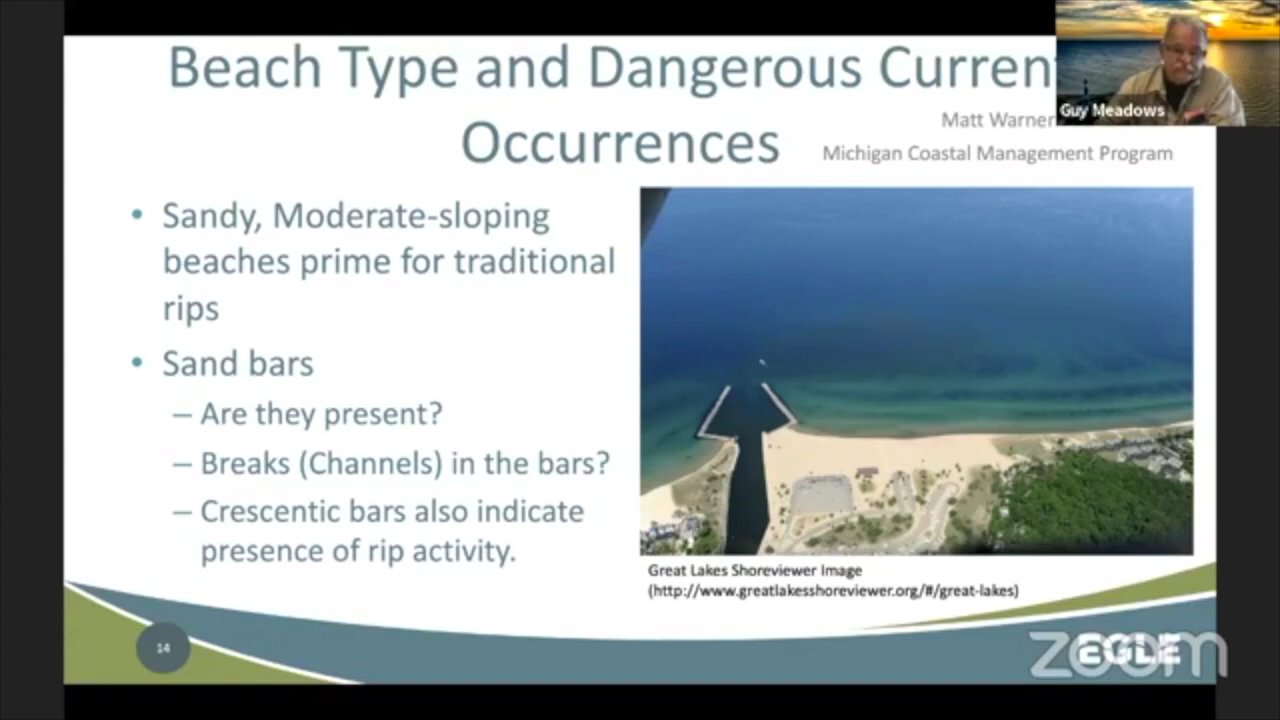 Beach Type and Dangerous Curren
Occurrences
Matt Warner
Michigan Coastal Management Program
Guy Meadows
• Sandy, Moderate-sloping
beaches prime for traditional
rips
• Sand bars
– Are they present?
– Breaks (Channels) in the bars?
– Crescentic bars also indicate
presence of rip activity.
Great Lakes Shoreviewer Image
(http://www.greatlakesshoreviewer.org/#/great-lakes)
14
EGLE
zoom